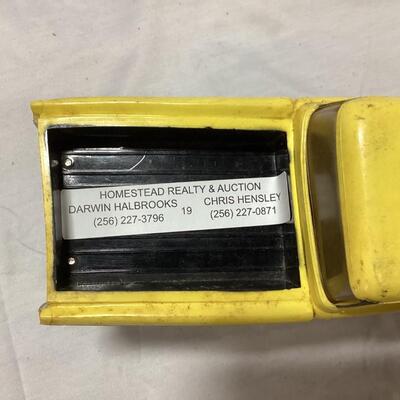 HOMESTEAD REALTY & AUCTION
DARWIN HALBROOKS 19 CHRIS HENSLEY
(256) 227-3796 (256) 227-0871